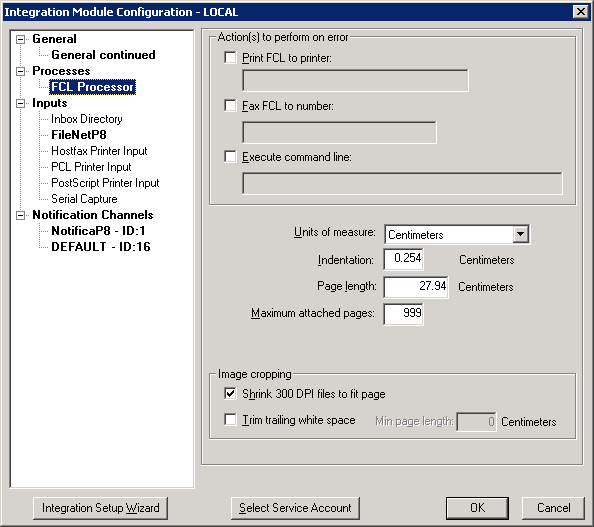 Integration Module Configuration - LOCAL
General
General continued
Processes
FCL Processor
Inputs
Inbox Directory
FileNetP8
Hostfax Printer Input
PCL Printer Input
PostScript Printer Input
Serial Capture
Notification Channels
NotificaP8 - ID:1
DEFAULT - ID:16
Action(s) to perform on error
Print FCL to printer:
Fax FCL to number:
Execute command line:
Units of measure: Centimeters
Indentation: 0.254 Centimeters
Page length: 27.94 Centimeters
Maximum attached pages: 999
Image cropping
Shrink 300 DPI files to fit page
Trim trailing white space Min page length: 0 Centimeters
Integration Setup Wizard Select Service Account OK Cancel